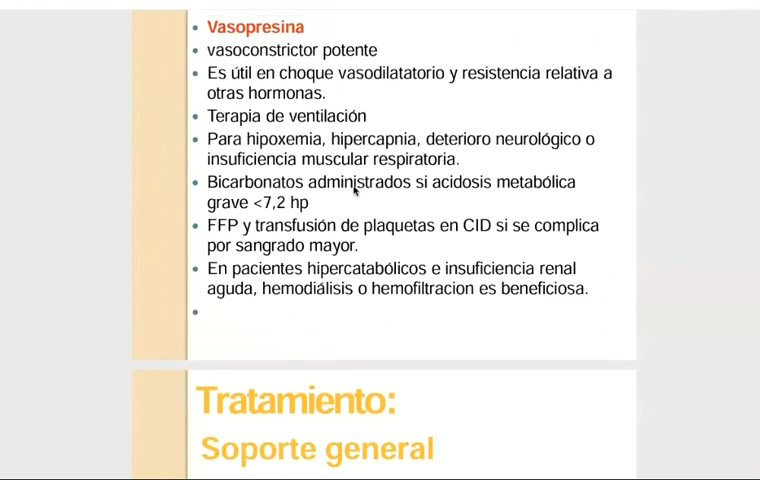 Vasopresina
vasoconstrictor potente
Es útil en choque vasodilatatorio y resistencia relativa a
otras hormonas.
Terapia de ventilación
Para hipoxemia, hipercapnia, deterioro neurológico o
insuficiencia muscular respiratoria.
Bicarbonatos administrados si acidosis metabólica
grave <7,2 hp
FFP y transfusión de plaquetas en CID si se complica
por sangrado mayor.
En pacientes hipercatabólicos e insuficiencia renal
aguda, hemodiálisis o hemofiltracion es beneficiosa.
Tratamiento:
Soporte general